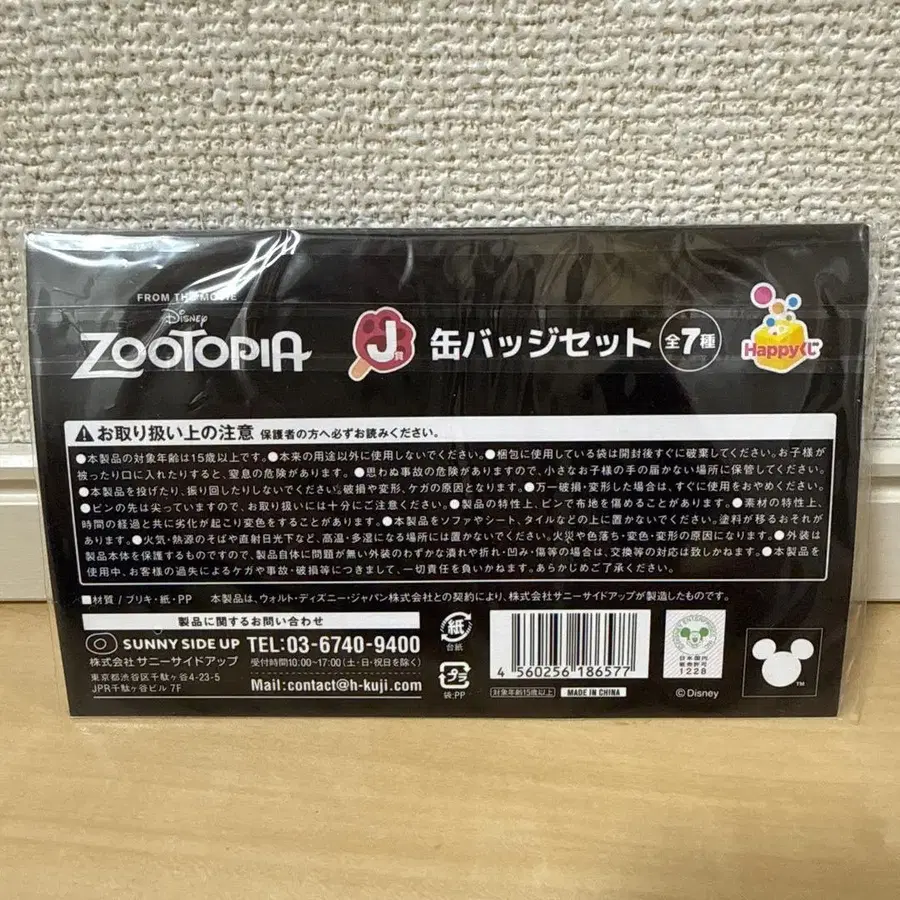 FROM THE MOVIE
Disney
ZOOTOPIA
J賞
缶バッジセット
全7種
Happyくじ
お取り扱い上の注意 保護者の方へ必ずお読みください。
●本製品の対象年齢は15歳以上です。●本来の用途以外に使用しないでください。●梱包に使用している袋は開封後すぐに廃棄してください。お子様が
被ったり口に入れたりすると、窒息の危険があります。●思わぬ事故の危険がありますので、小さなお子様の手の届かない場所に保管してください。
●本製品を投げたり、振り回したりしないでください。破損や変形、ケガの原因となります。●万一破損・変形した場合は、すぐに使用をおやめください。
●ピンの先は尖っていますので、お取り扱いには十分にご注意ください。●製品の特性上、ピンで布地を傷めることがあります。●素材の特性上、
時間の経過と共に劣化が起こり変色をすることがあります。●本製品をソファやシート、タイルなどの上に置かないでください。塗料が移るおそれが
あります。●火気・熱源のそばや直射日光下など、高温・多湿になる場所には置かないでください。火災や色落ち・変色・変形の原因になります。●外装は
製品本体を保護するものですので、製品自体に問題が無い外装のわずかな潰れや折れ・凹み・傷等の場合は、交換等の対応は致しかねます。●本製品を
使用中、お客様の過失によるケガや事故・破損等につきまして、一切責任を負いかねます。あらかじめご了承ください。
■材質／ブリキ・紙・PP 本製品は、ウォルト・ディズニー・ジャパン株式会社との契約により、株式会社サニーサイドアップが製造したものです。
製品に関するお問い合わせ
SUNNY SIDE UP
株式会社サニーサイドアップ
東京都渋谷区千駄ヶ谷4-23-5
JPR千駄ヶ谷ビル 7F
TEL:03-6740-9400
受付時間10:00~17:00(土・日・祝日を除く)
Mail:contact@h-kuji.com
紙
台紙
プラ
袋:PP
4 560256 186577
対象年齢15歳以上
MADE IN CHINA
日本国内
販売許可
1228
©Disney
TM